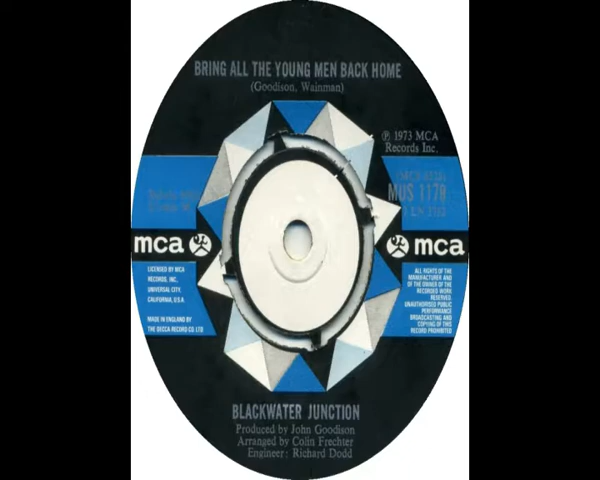 BRING ALL THE YOUNG MEN BACK HOME
(Goodison, Wainman)
℗ 1973 MCA
Records Inc.
MUS 1179
mca
mca
LICENSED BY MCA
RECORDS, INC.,
UNIVERSAL CITY,
CALIFORNIA, U.S.A.
MADE IN ENGLAND BY
THE DECCA RECORD CO LTD
ALL RIGHTS OF THE
MANUFACTURER AND
OF THE OWNER OF THE
RECORDED WORK
RESERVED.
UNAUTHORISED PUBLIC
PERFORMANCE
BROADCASTING AND
COPYING OF THIS
RECORD PROHIBITED
BLACKWATER JUNCTION
Produced by John Goodison
Arranged by Colin Frechter
Engineer: Richard Dodd